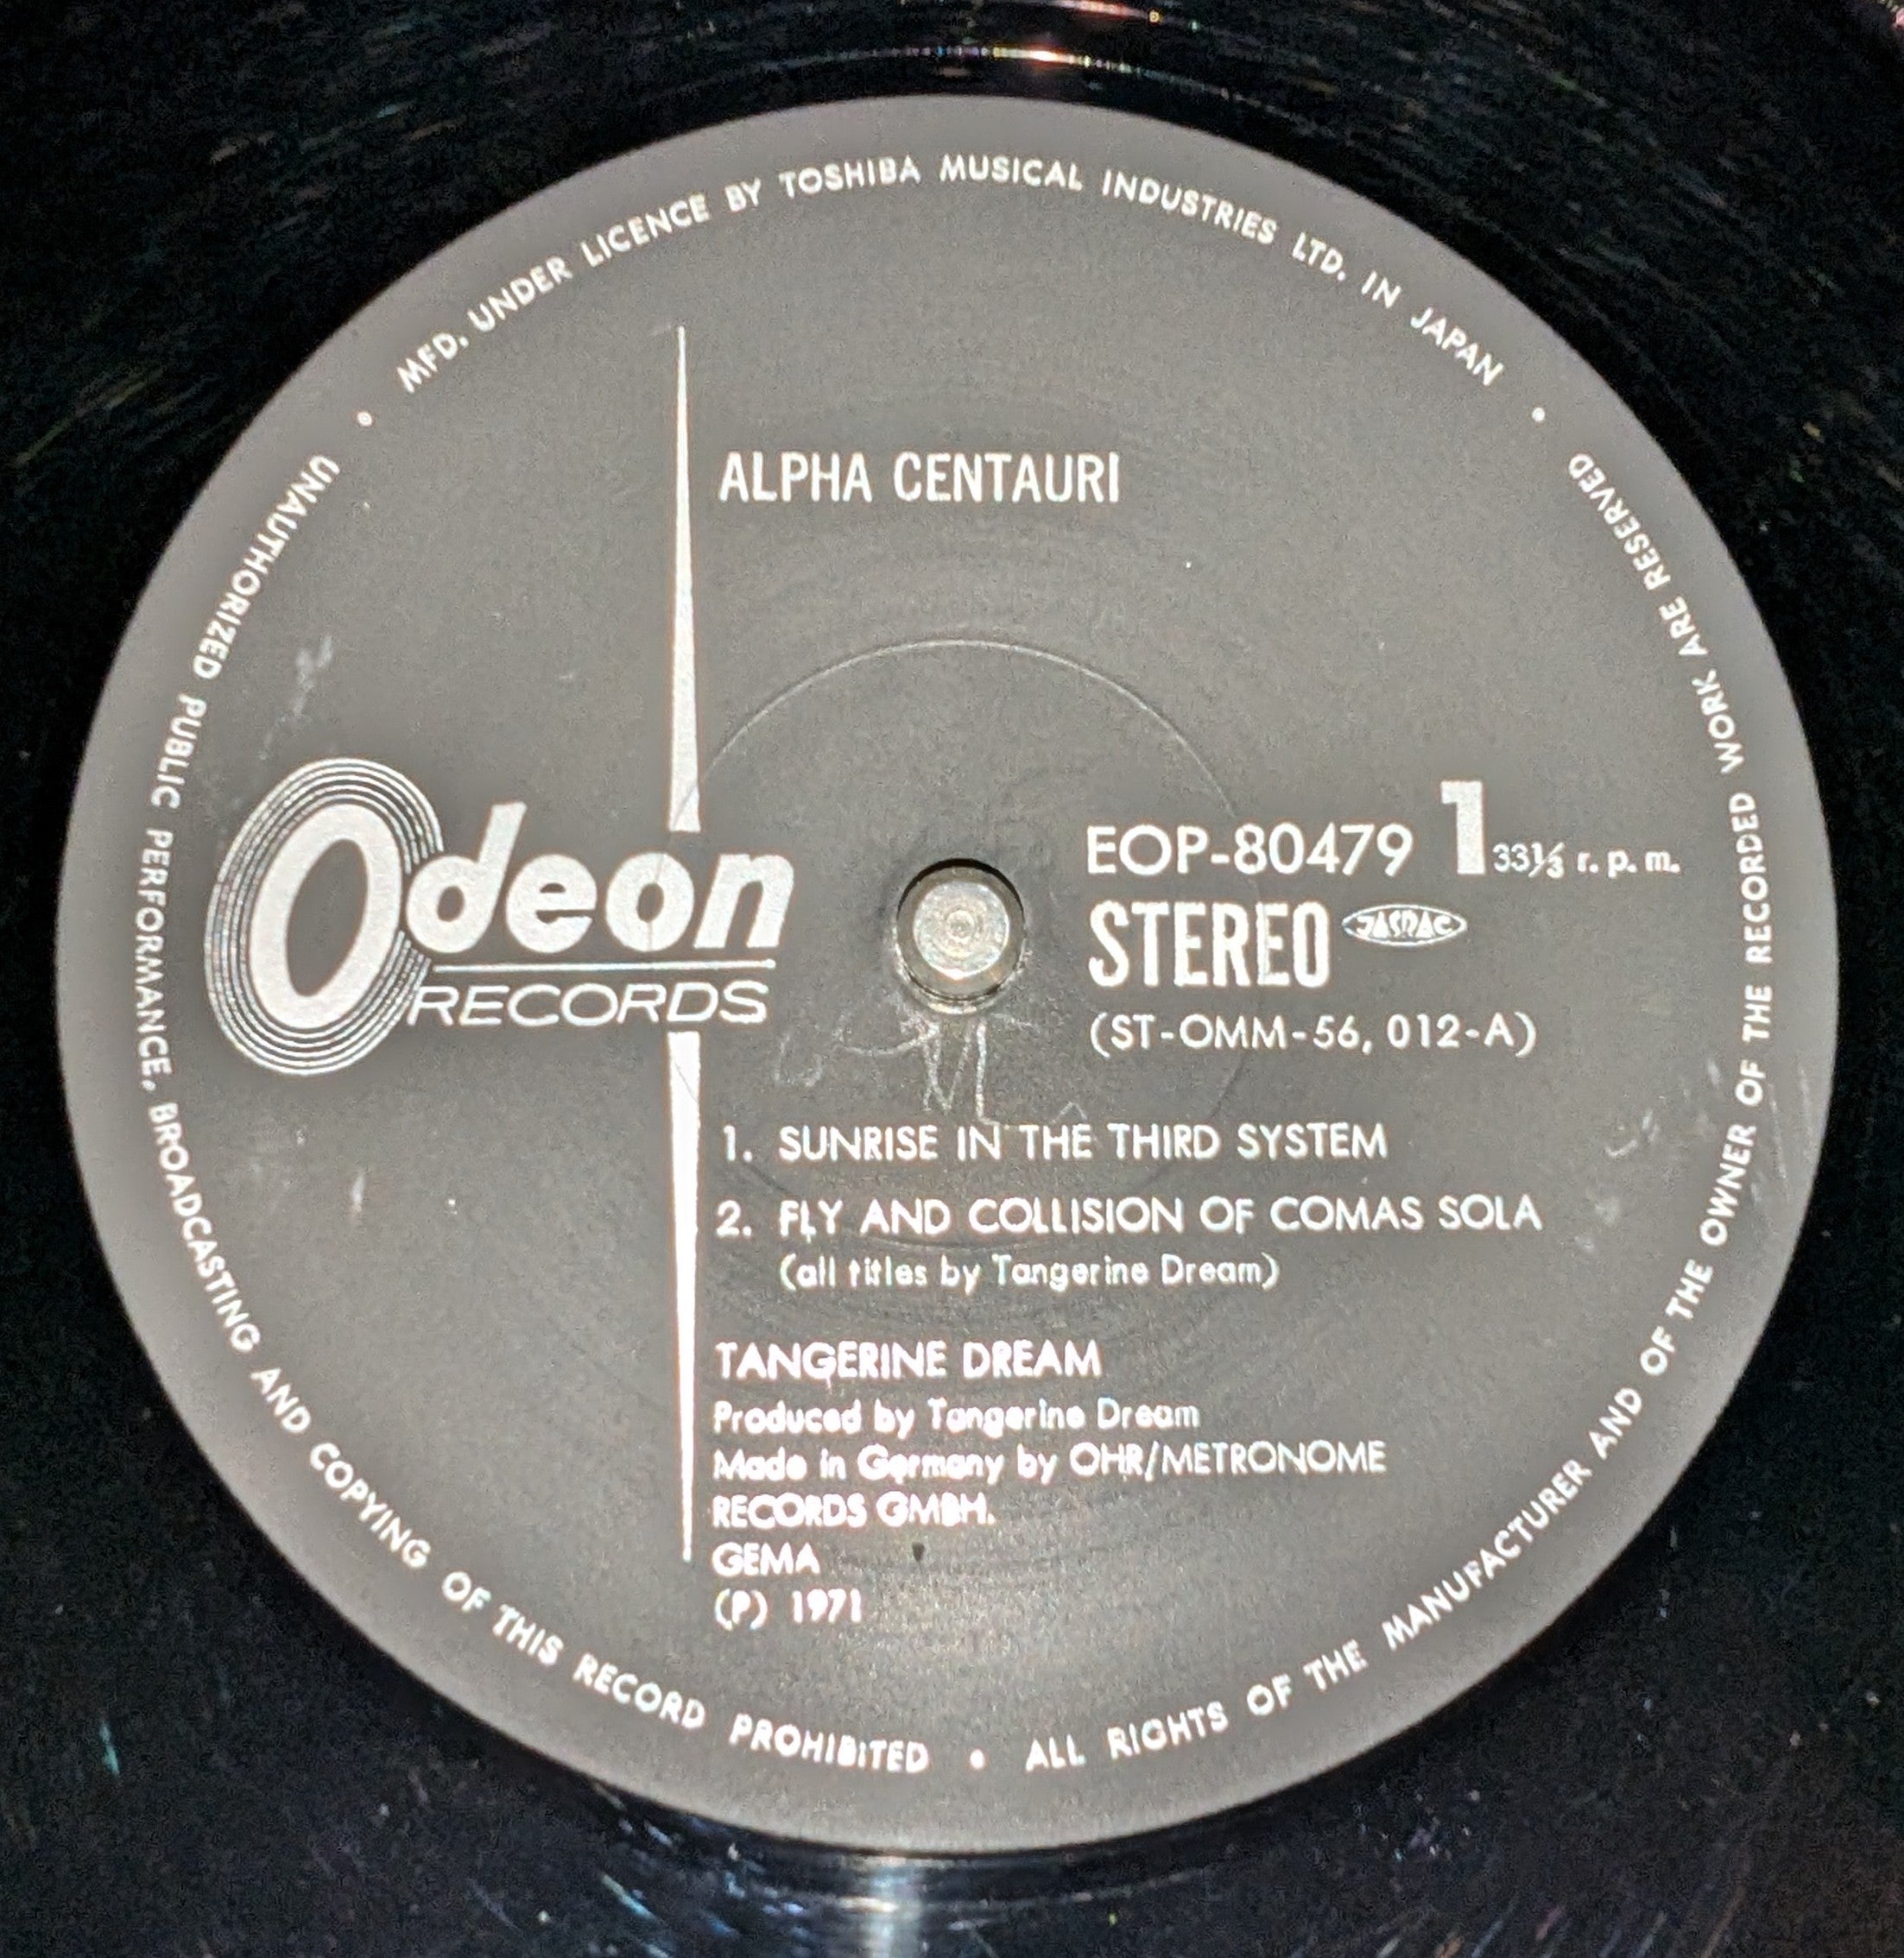 MFD. UNDER LICENCE BY TOSHIBA MUSICAL INDUSTRIES LTD. IN JAPAN •
ALPHA CENTAURI
Odeon
RECORDS
EOP-80479 1 33⅓ r. p. m.
STEREO JASRAC
(ST-OMM-56, 012-A)
1. SUNRISE IN THE THIRD SYSTEM
2. FLY AND COLLISION OF COMAS SOLA
(all titles by Tangerine Dream)
TANGERINE DREAM
Produced by Tangerine Dream
Made in Germany by OHR/METRONOME
RECORDS GMBH.
GEMA
(P) 1971
UNAUTHORIZED PUBLIC PERFORMANCE, BROADCASTING AND COPYING OF THIS RECORD PROHIBITED • ALL RIGHTS OF THE MANUFACTURER AND OF THE OWNER OF THE RECORDED WORK ARE RESERVED •